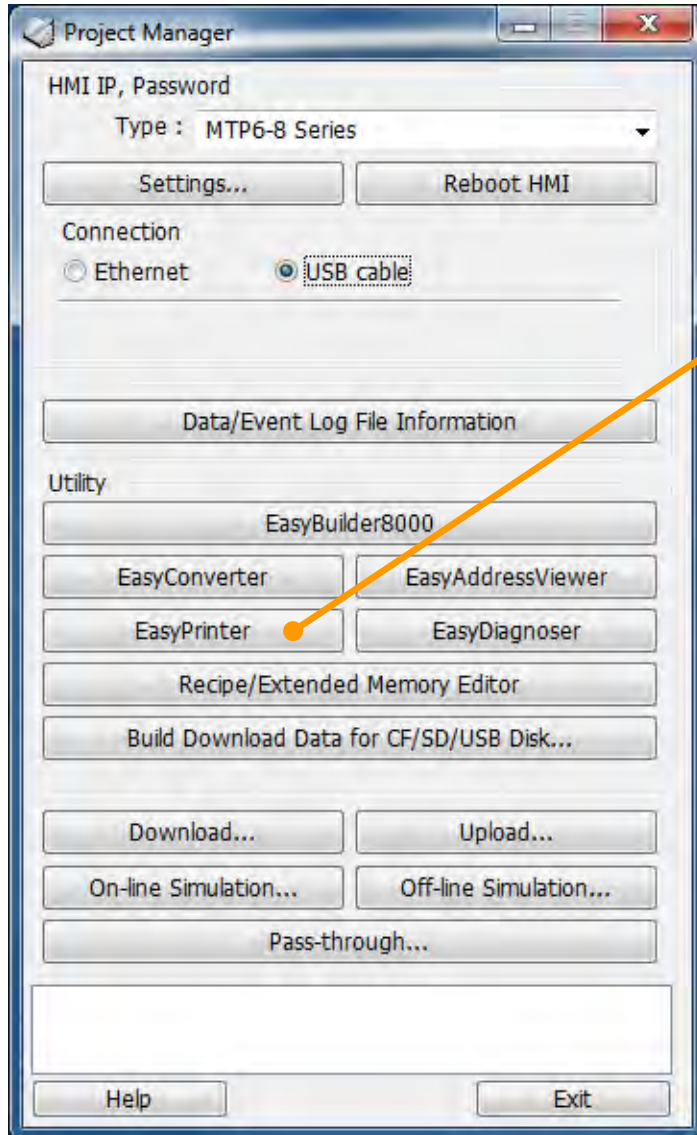 Project Manager
HMI IP, Password
Type : MTP6-8 Series
Settings... Reboot HMI
Connection
Ethernet USB cable
Data/Event Log File Information
Utility
EasyBuilder8000
EasyConverter EasyAddressViewer
EasyPrinter EasyDiagnoser
Recipe/Extended Memory Editor
Build Download Data for CF/SD/USB Disk...
Download... Upload...
On-line Simulation... Off-line Simulation...
Pass-through...
Help Exit